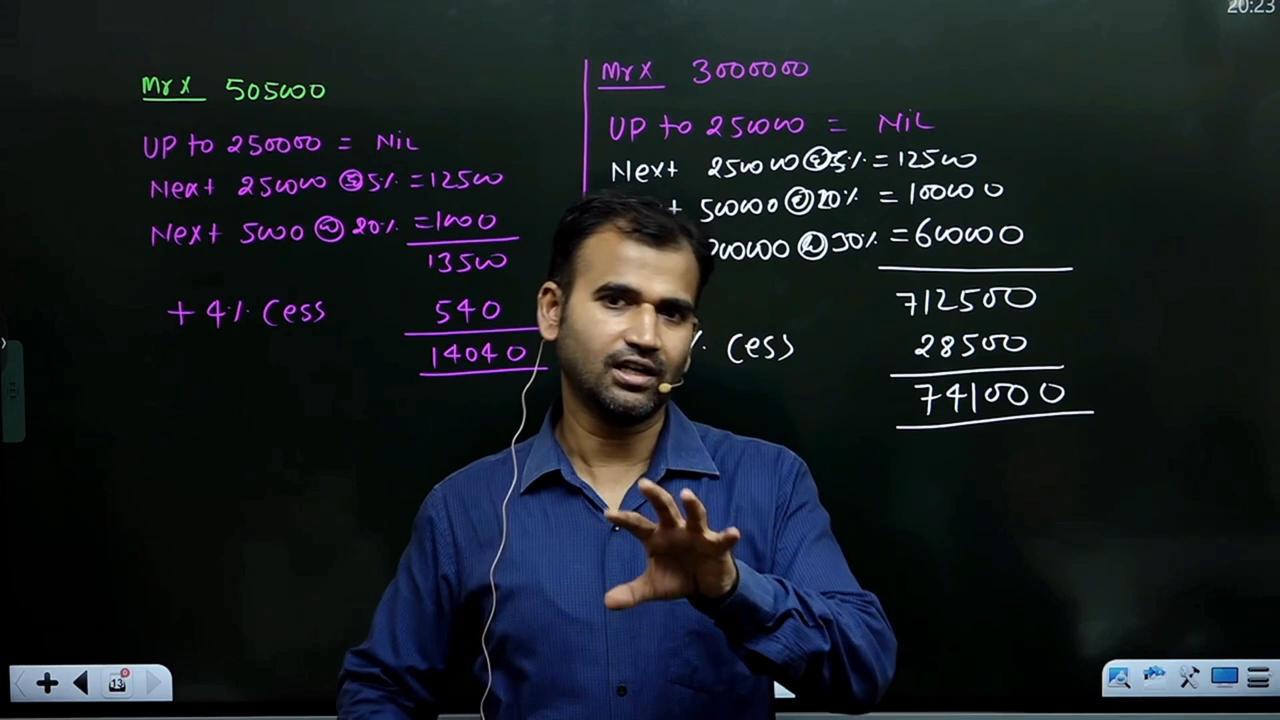 20:23
Mr X 505000
UP to 250000 = Nil
Next 250000 @ 5% = 12500
Next 5000 @ 20% = 1000
13500
+ 4% Cess 540
14040
Mr X 3000000
UP to 250000 = Nil
Next 250000 @ 5% = 12500
500000 @ 20% = 100000
@ 30% = 600000
712500
% Cess 28500
741000
13